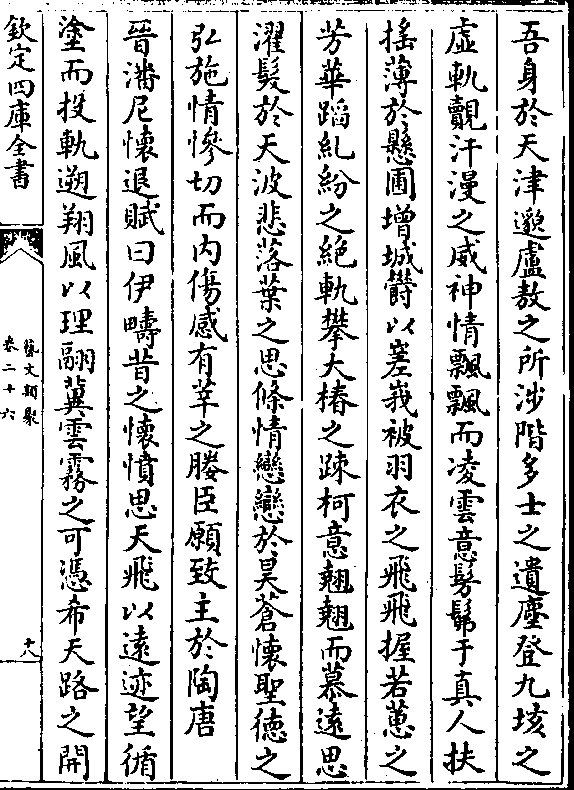 吾身於天津邈盧敖之所渉階多士之遺塵登九垓之
虛軌覿汗漫之威神情飄飄而凌雲意髣髴于真人扶
揺薄於懸圃增城欝以嵳峩被羽衣之飛飛握若蕙之
芳華蹈紀紛之絶軌攀大椿之踈柯意翹翹而慕遠思
濯髮於天波悲落葉之思條情戀戀於昊蒼懷聖徳之
弘施情慘切而内傷感有莘之媵臣願致主於陶唐
晉潘尼懷退賦曰伊疇昔之懷憤思天飛以遠迹望循
塗而投軌遡翔風以理翮冀雲霧之可憑希天路之開
欽定四庫全書
藝文類聚
卷二十六
十八